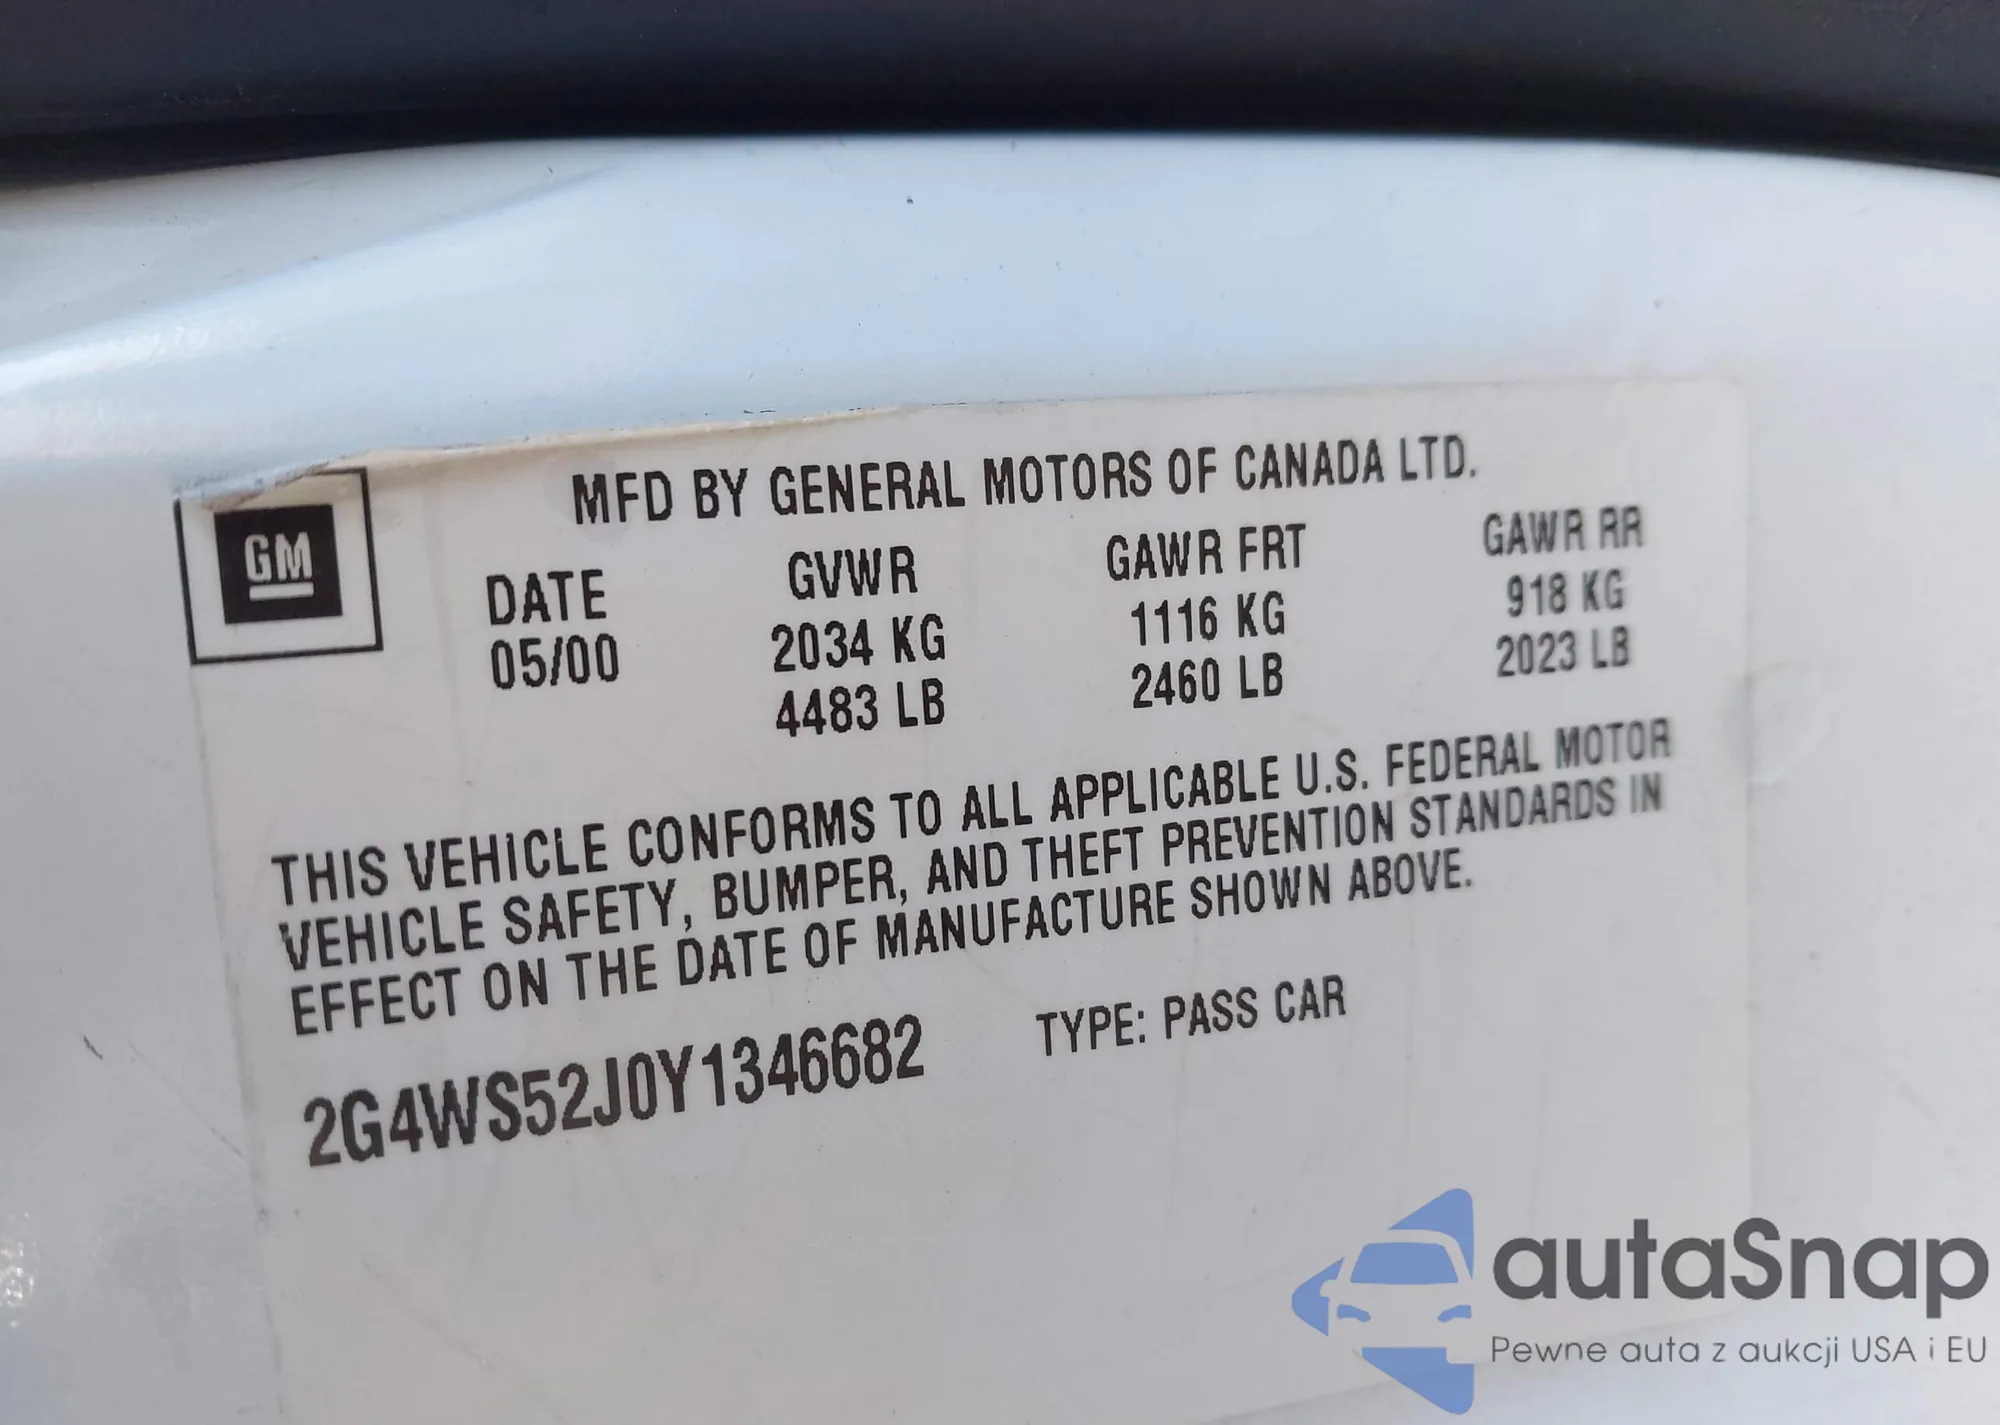 GM
MFD BY GENERAL MOTORS OF CANADA LTD.
DATE GVWR GAWR FRT GAWR RR
05/00 2034 KG 1116 KG 918 KG
4483 LB 2460 LB 2023 LB
THIS VEHICLE CONFORMS TO ALL APPLICABLE U.S. FEDERAL MOTOR
VEHICLE SAFETY, BUMPER, AND THEFT PREVENTION STANDARDS IN
EFFECT ON THE DATE OF MANUFACTURE SHOWN ABOVE.
2G4WS52J0Y1346682 TYPE: PASS CAR
autaSnap
Pewne auta z aukcji USA i EU